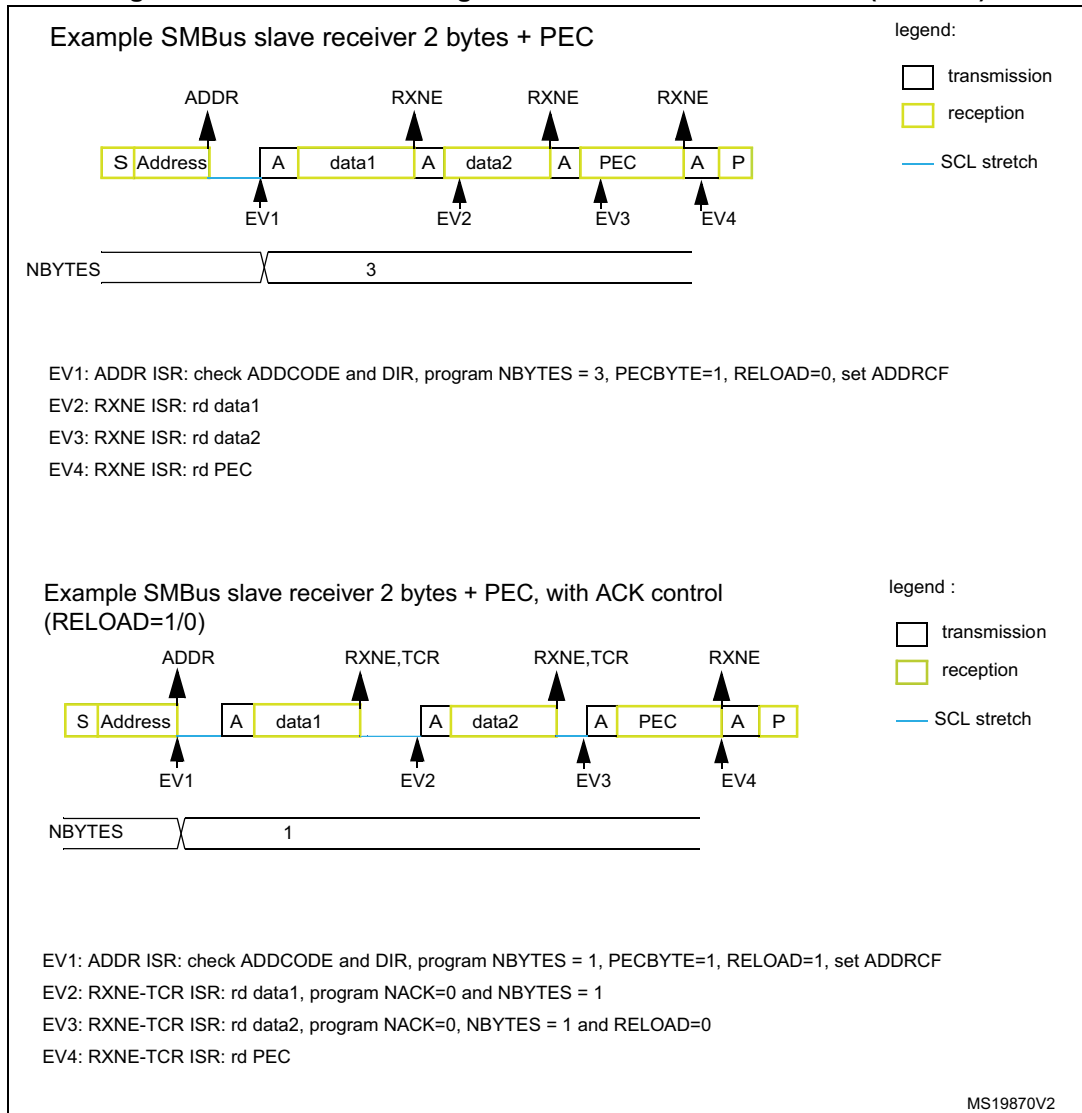 Example SMBus slave receiver 2 bytes + PEC
legend:
transmission
reception
SCL stretch
ADDR RXNE RXNE RXNE
S Address A data1 A data2 A PEC A P
EV1 EV2 EV3 EV4
NBYTES 3
EV1: ADDR ISR: check ADDCODE and DIR, program NBYTES = 3, PECBYTE=1, RELOAD=0, set ADDRCF
EV2: RXNE ISR: rd data1
EV3: RXNE ISR: rd data2
EV4: RXNE ISR: rd PEC
Example SMBus slave receiver 2 bytes + PEC, with ACK control
(RELOAD=1/0)
legend :
transmission
reception
SCL stretch
ADDR RXNE,TCR RXNE,TCR RXNE
S Address A data1 A data2 A PEC A P
EV1 EV2 EV3 EV4
NBYTES 1
EV1: ADDR ISR: check ADDCODE and DIR, program NBYTES = 1, PECBYTE=1, RELOAD=1, set ADDRCF
EV2: RXNE-TCR ISR: rd data1, program NACK=0 and NBYTES = 1
EV3: RXNE-TCR ISR: rd data2, program NACK=0, NBYTES = 1 and RELOAD=0
EV4: RXNE-TCR ISR: rd PEC
MS19870V2